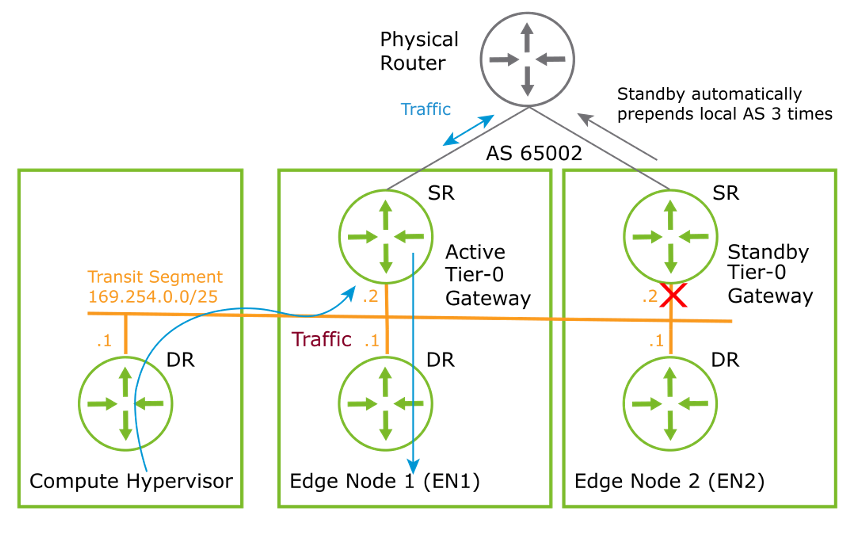 Physical
Router
Traffic
Standby automatically
prepends local AS 3 times
AS 65002
SR
SR
Active
Tier-0
Gateway
Standby
Tier-0
Gateway
Transit Segment
169.254.0.0/25
.2
.2
.1
Traffic
.1
.1
DR
DR
DR
Compute Hypervisor
Edge Node 1 (EN1)
Edge Node 2 (EN2)